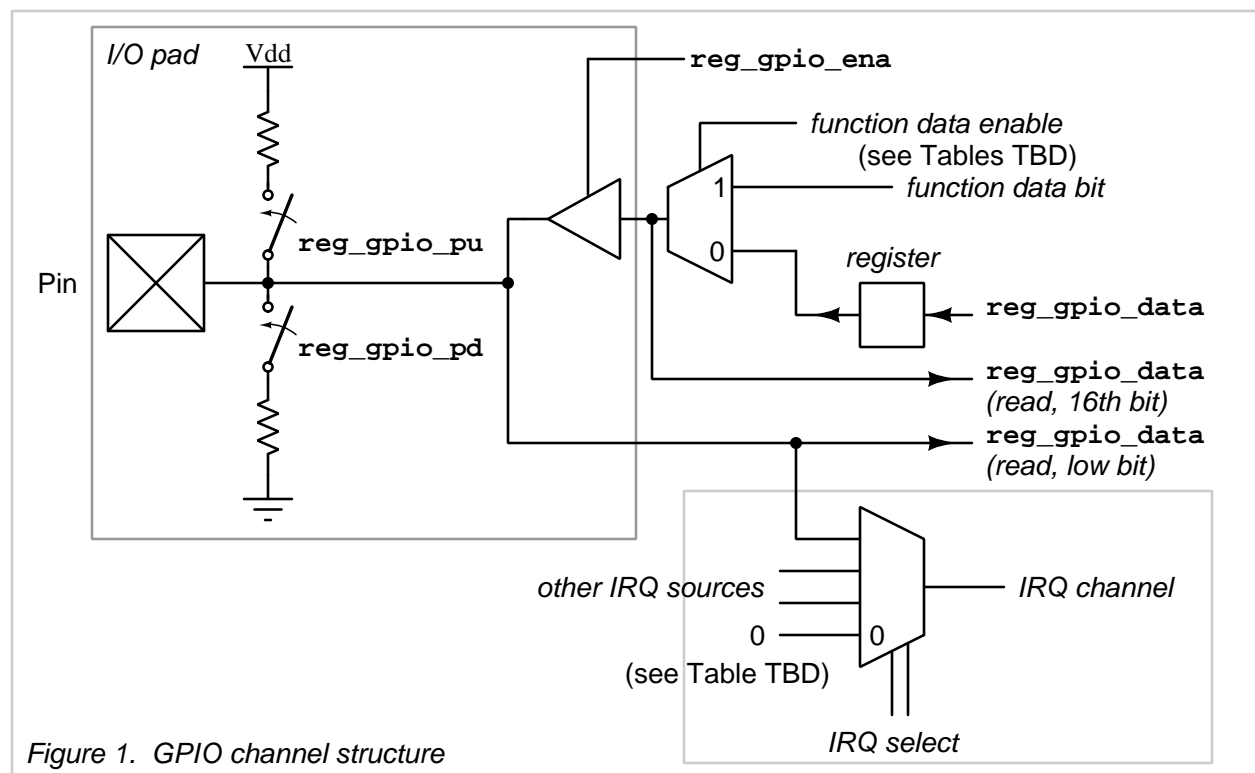 I/O pad
Vdd
reg_gpio_ena
function data enable
(see Tables TBD)
1
function data bit
reg_gpio_pu
0
register
Pin
reg_gpio_data
reg_gpio_pd
reg_gpio_data
(read, 16th bit)
reg_gpio_data
(read, low bit)
other IRQ sources
IRQ channel
0
0
(see Table TBD)
IRQ select
Figure 1. GPIO channel structure